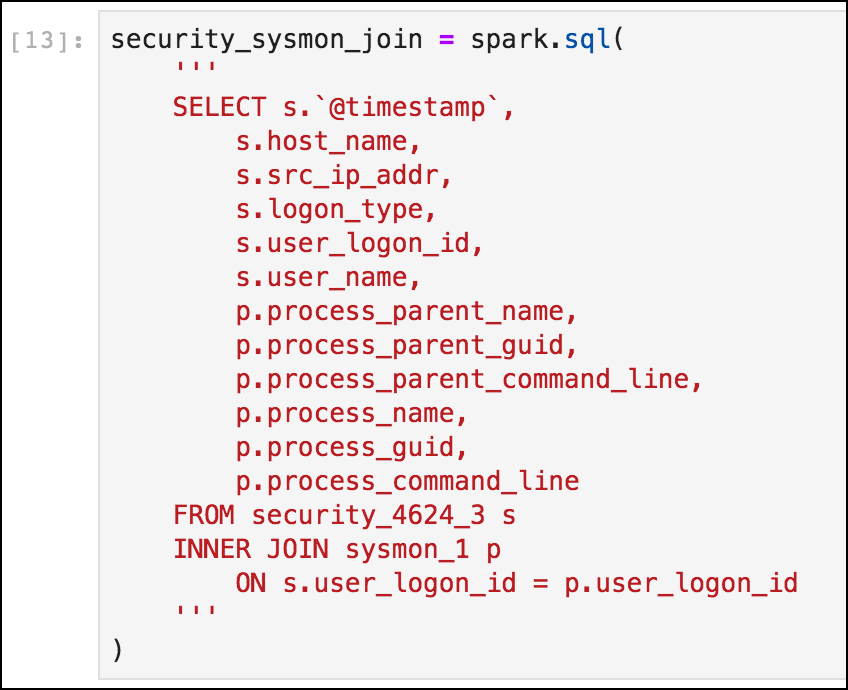 [13]: security_sysmon_join = spark.sql(
'''
SELECT s.`@timestamp`,
s.host_name,
s.src_ip_addr,
s.logon_type,
s.user_logon_id,
s.user_name,
p.process_parent_name,
p.process_parent_guid,
p.process_parent_command_line,
p.process_name,
p.process_guid,
p.process_command_line
FROM security_4624_3 s
INNER JOIN sysmon_1 p
ON s.user_logon_id = p.user_logon_id
'''
)